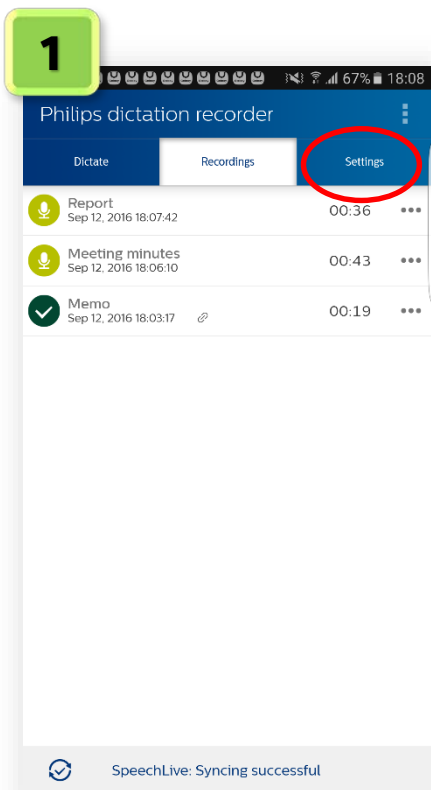 1
67% 18:08
Philips dictation recorder
Dictate Recordings Settings
Report
Sep 12, 2016 18:07:42
00:36
Meeting minutes
Sep 12, 2016 18:06:10
00:43
Memo
Sep 12, 2016 18:03:17
00:19
SpeechLive: Syncing successful